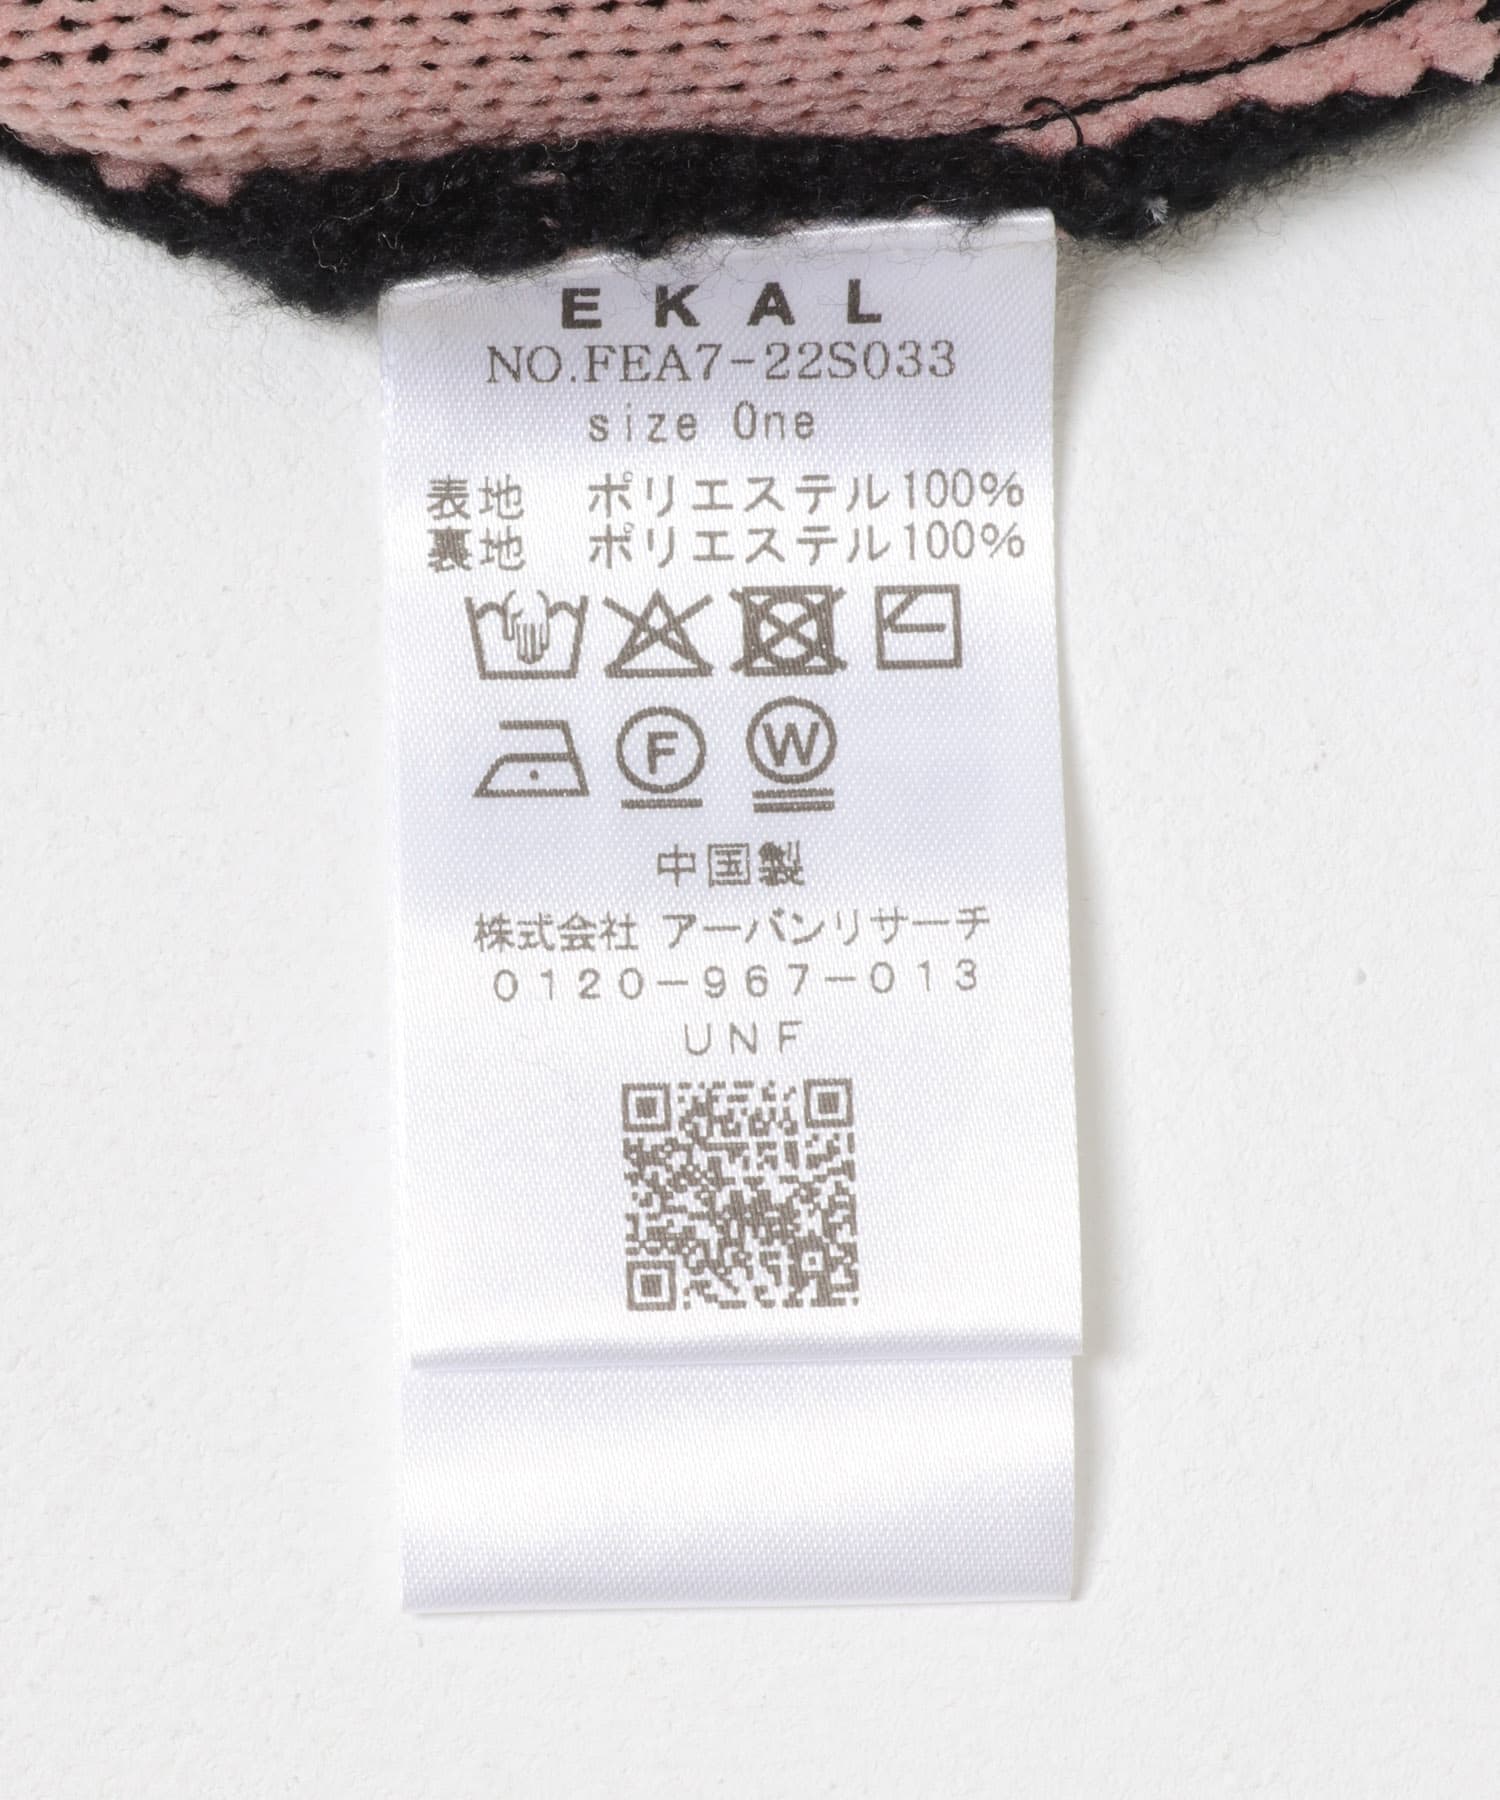 EKAL
NO.FEA7-22S033
size One
表地 ポリエステル100%
裏地 ポリエステル100%
F W
中国製
株式会社 アーバンリサーチ
0120-967-013
UNF